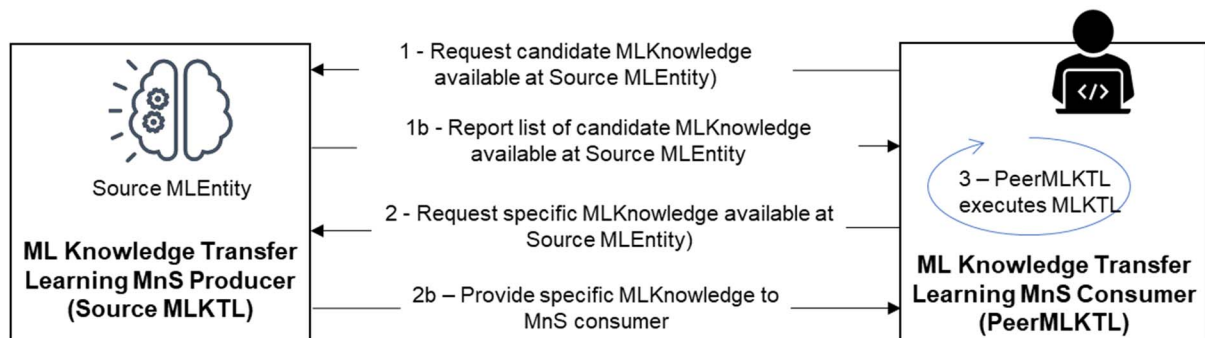 1 - Request candidate MLKnowledge
available at Source MLEntity)
1b - Report list of candidate MLKnowledge
available at Source MLEntity
Source MLEntity
2 - Request specific MLKnowledge available at
Source MLEntity)
2b – Provide specific MLKnowledge to
MnS consumer
ML Knowledge Transfer
Learning MnS Producer
(Source MLKTL)
</>
3 – PeerMLKTL
executes MLKTL
ML Knowledge Transfer
Learning MnS Consumer
(PeerMLKTL)